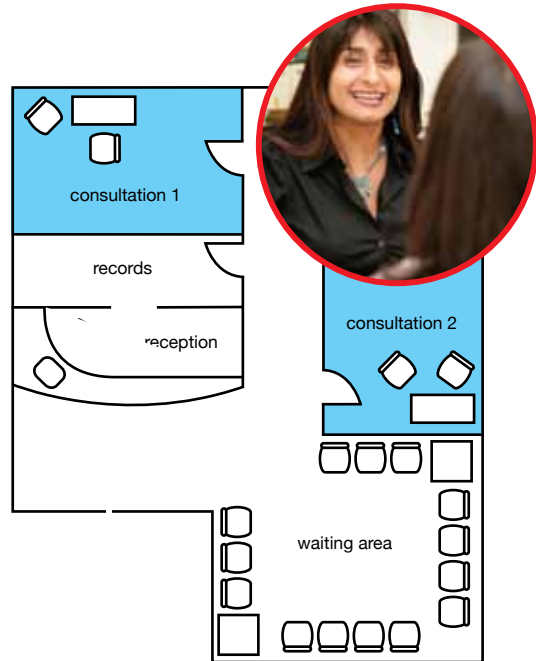 consultation 1
records
reception
consultation 2
waiting area